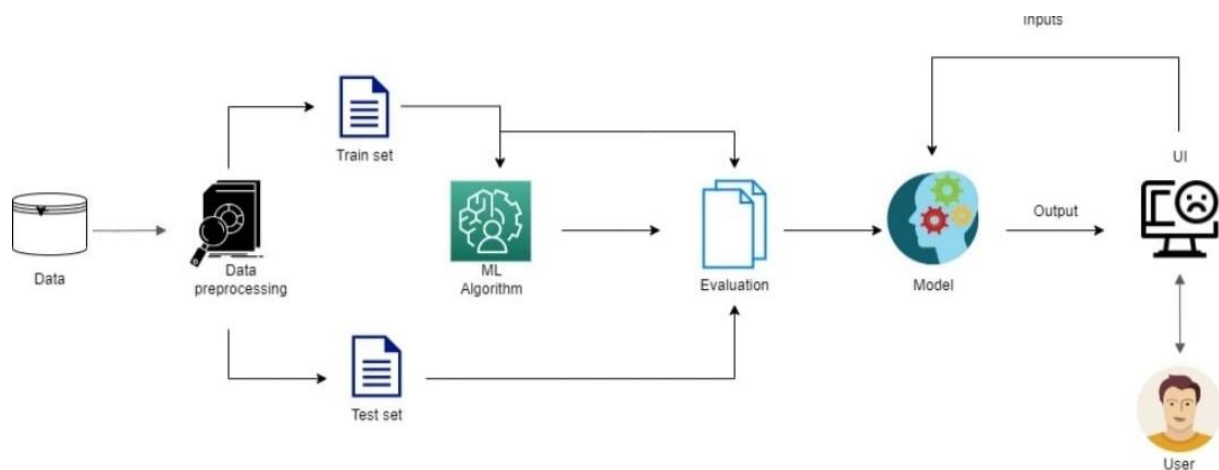 Inputs
Train set
UI
Output
Data
Data
preprocessing
ML
Algorithm
Evaluation
Model
Test set
User